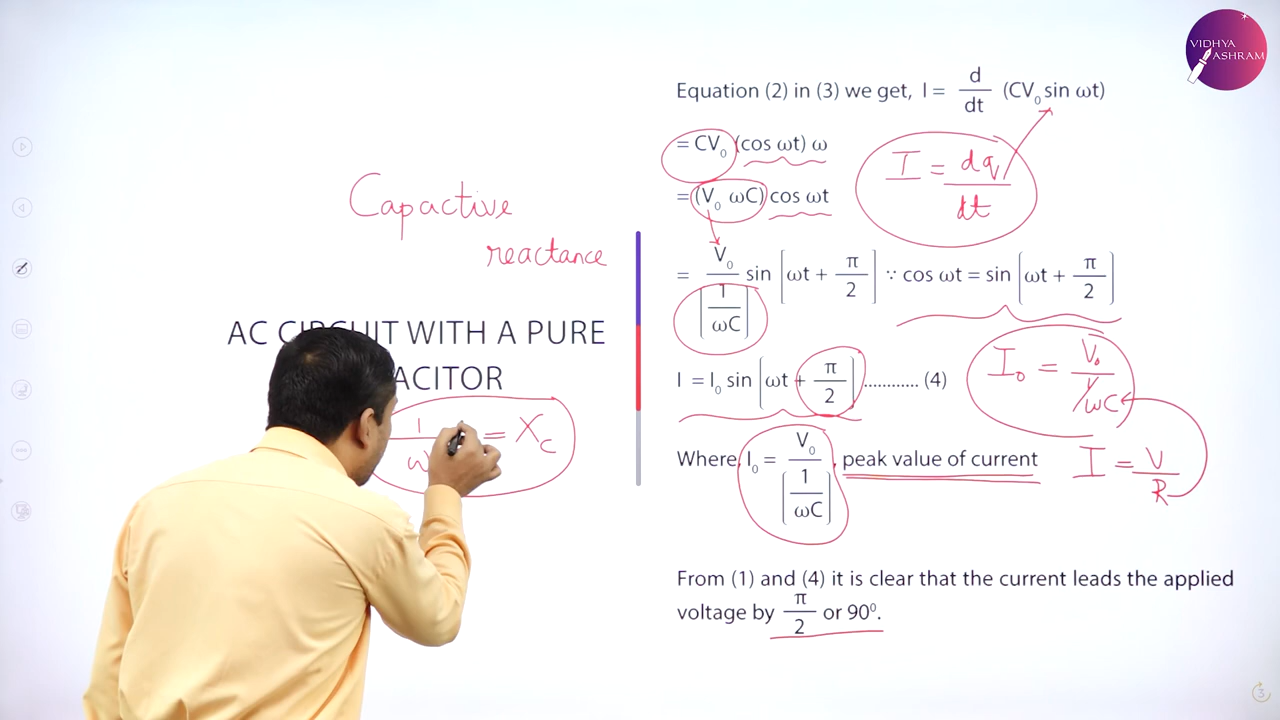 VIDHYA
ASHRAM
Capactive
reactance
AC CIRCUIT WITH A PURE
ACITOR
1/ω = X_C
Equation (2) in (3) we get, I = d/dt (CV₀ sin ωt)
= CV₀ (cos ωt) ω
= (V₀ ωC) cos ωt
I = dq/dt
= V₀/[1/ωC] sin [ωt + π/2] ∵ cos ωt = sin [ωt + π/2]
I = I₀ sin [ωt + π/2] ............ (4)
I₀ = V₀/1/ωC
Where, I₀ = V₀/[1/ωC], peak value of current
I = V/R
From (1) and (4) it is clear that the current leads the applied
voltage by π/2 or 90⁰.
3